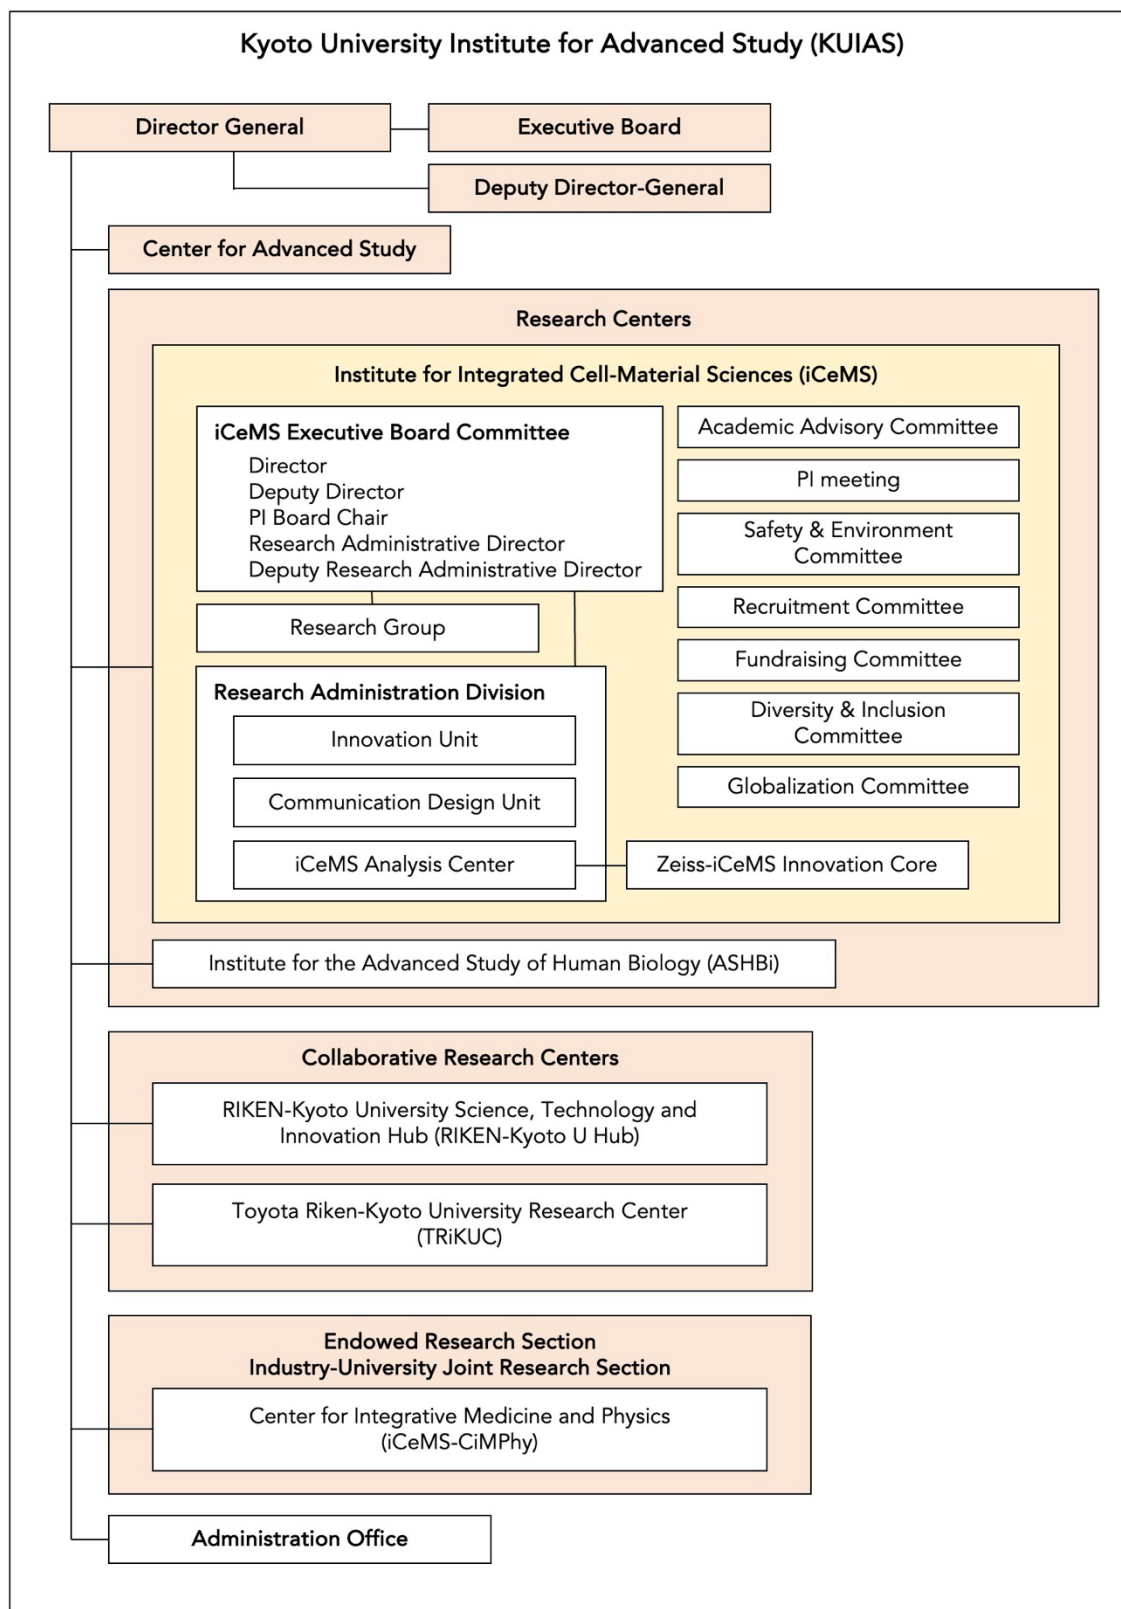 Kyoto University Institute for Advanced Study (KUIAS)
Director General
Executive Board
Deputy Director-General
Center for Advanced Study
Research Centers
Institute for Integrated Cell-Material Sciences (iCeMS)
iCeMS Executive Board Committee
Director
Deputy Director
PI Board Chair
Research Administrative Director
Deputy Research Administrative Director
Research Group
Research Administration Division
Innovation Unit
Communication Design Unit
iCeMS Analysis Center
Academic Advisory Committee
PI meeting
Safety & Environment
Committee
Recruitment Committee
Fundraising Committee
Diversity & Inclusion
Committee
Globalization Committee
Zeiss-iCeMS Innovation Core
Institute for the Advanced Study of Human Biology (ASHBi)
Collaborative Research Centers
RIKEN-Kyoto University Science, Technology and
Innovation Hub (RIKEN-Kyoto U Hub)
Toyota Riken-Kyoto University Research Center
(TRiKUC)
Endowed Research Section
Industry-University Joint Research Section
Center for Integrative Medicine and Physics
(iCeMS-CiMPhy)
Administration Office